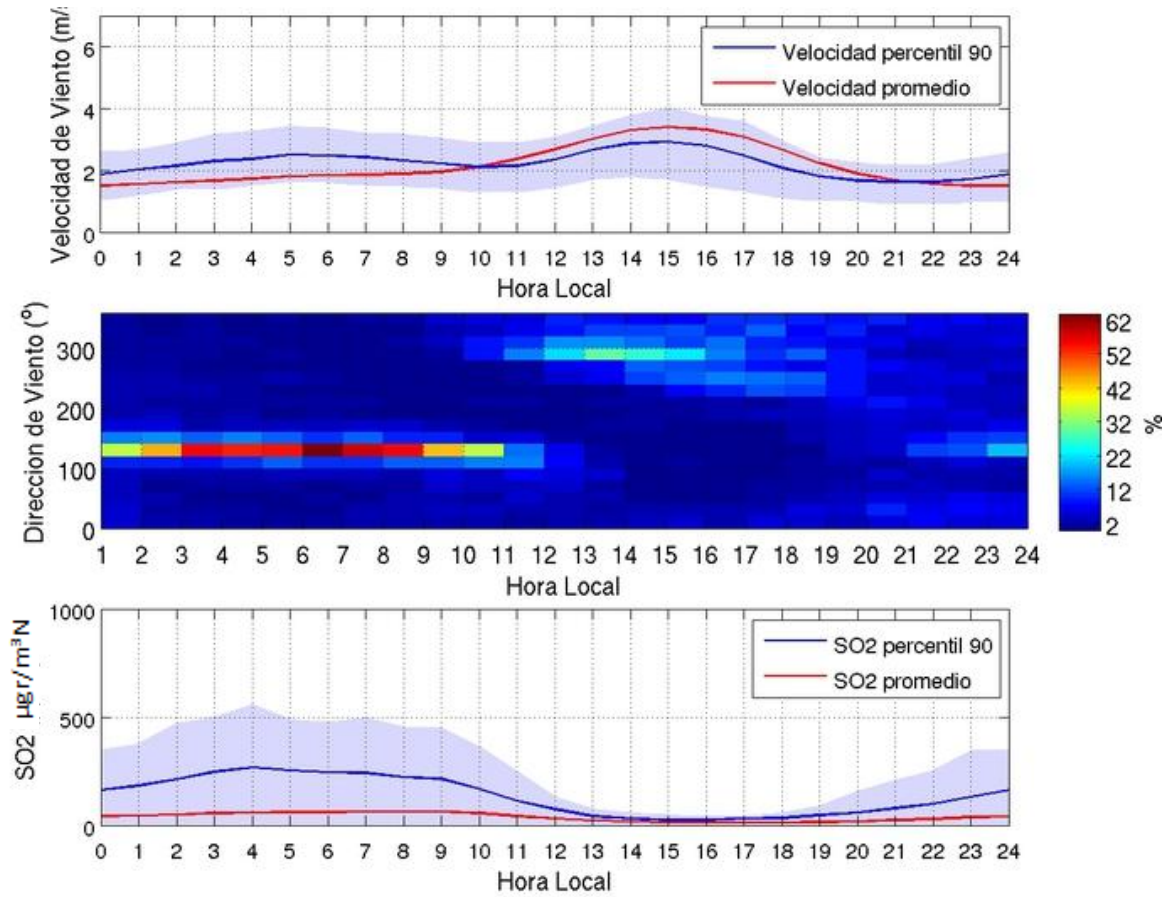 Velocidad de Viento (m/s
6
4
2
0
Velocidad percentil 90
Velocidad promedio
0 1 2 3 4 5 6 7 8 9 10 11 12 13 14 15 16 17 18 19 20 21 22 23 24
Hora Local
Direccion de Viento (º)
300
200
100
0
1 2 3 4 5 6 7 8 9 10 11 12 13 14 15 16 17 18 19 20 21 22 23 24
Hora Local
62
52
42
32
22
12
2
%
SO2 µgr/m³N
1000
500
0
SO2 percentil 90
SO2 promedio
0 1 2 3 4 5 6 7 8 9 10 11 12 13 14 15 16 17 18 19 20 21 22 23 24
Hora Local